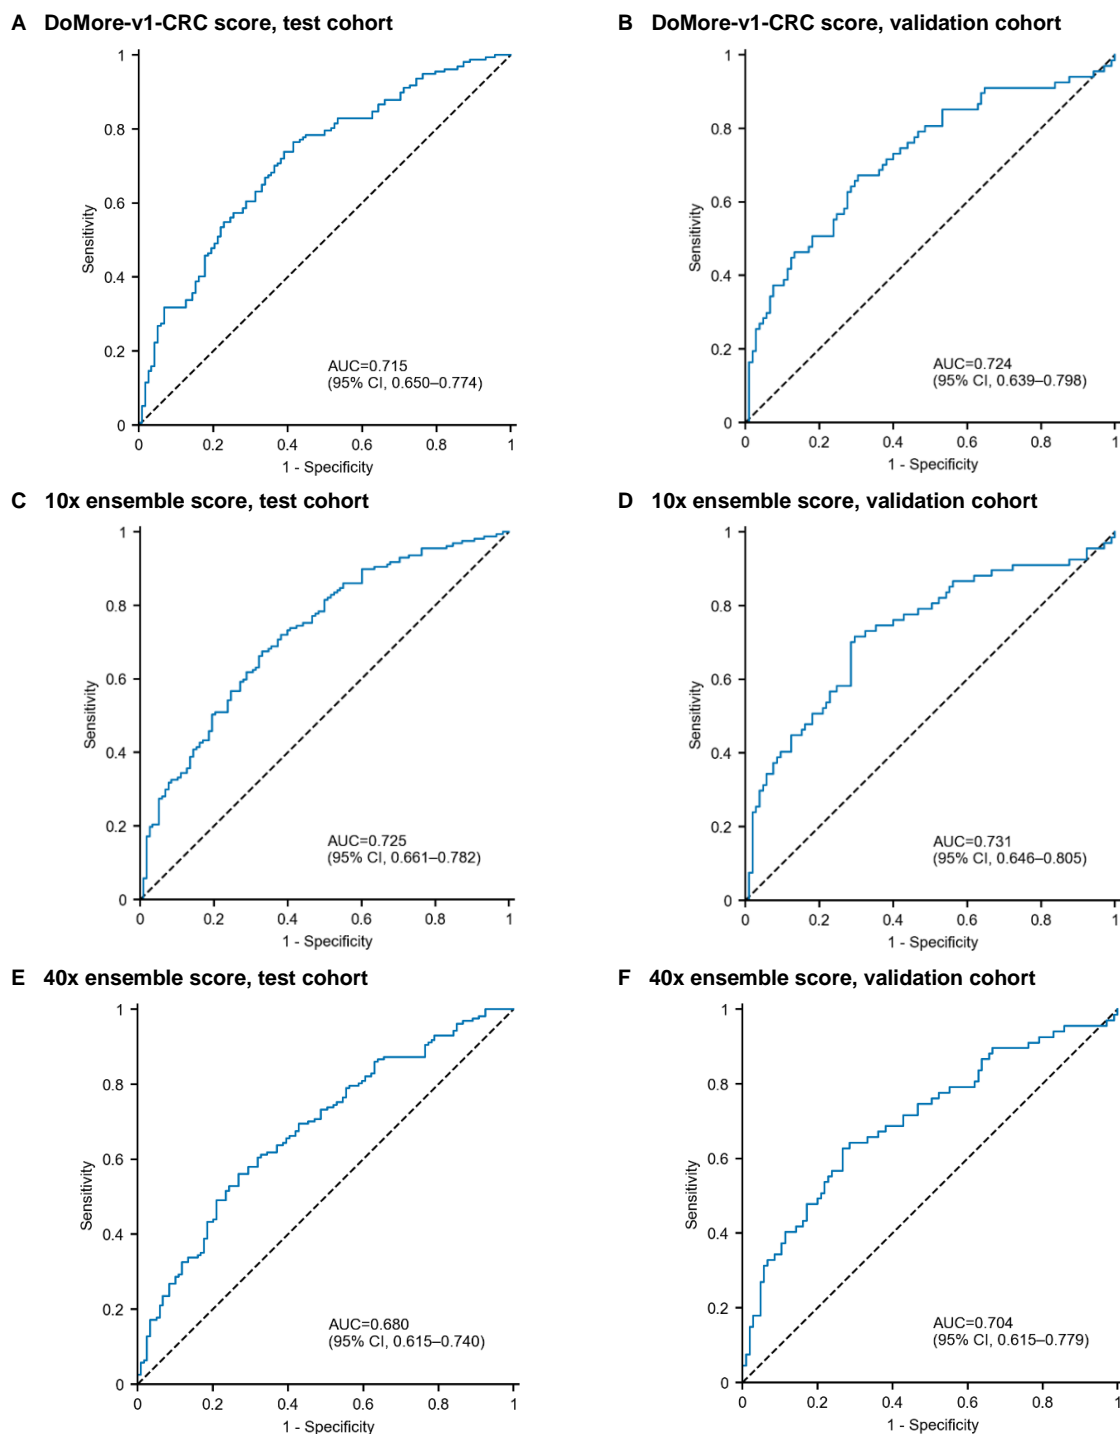 A DoMore-v1-CRC score, test cohort
1
0.8
0.6
0.4
0.2
0
Sensitivity
AUC=0.715
(95% CI, 0.650–0.774)
0 0.2 0.4 0.6 0.8 1
1 - Specificity
B DoMore-v1-CRC score, validation cohort
1
0.8
0.6
0.4
0.2
0
Sensitivity
AUC=0.724
(95% CI, 0.639–0.798)
0 0.2 0.4 0.6 0.8 1
1 - Specificity
C 10x ensemble score, test cohort
1
0.8
0.6
0.4
0.2
0
Sensitivity
AUC=0.725
(95% CI, 0.661–0.782)
0 0.2 0.4 0.6 0.8 1
1 - Specificity
D 10x ensemble score, validation cohort
1
0.8
0.6
0.4
0.2
0
Sensitivity
AUC=0.731
(95% CI, 0.646–0.805)
0 0.2 0.4 0.6 0.8 1
1 - Specificity
E 40x ensemble score, test cohort
1
0.8
0.6
0.4
0.2
0
Sensitivity
AUC=0.680
(95% CI, 0.615–0.740)
0 0.2 0.4 0.6 0.8 1
1 - Specificity
F 40x ensemble score, validation cohort
1
0.8
0.6
0.4
0.2
0
Sensitivity
AUC=0.704
(95% CI, 0.615–0.779)
0 0.2 0.4 0.6 0.8 1
1 - Specificity